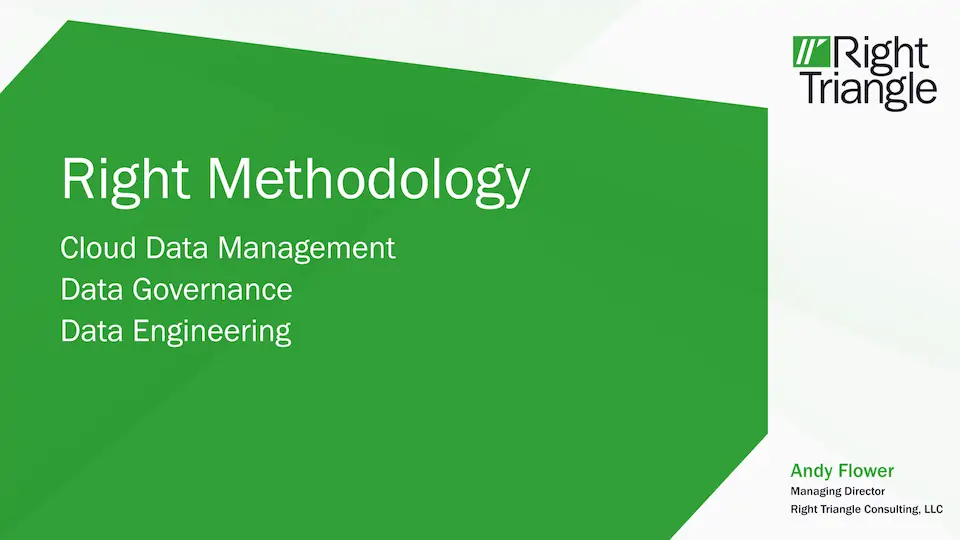 Right
Triangle
Right Methodology
Cloud Data Management
Data Governance
Data Engineering
Andy Flower
Managing Director
Right Triangle Consulting, LLC